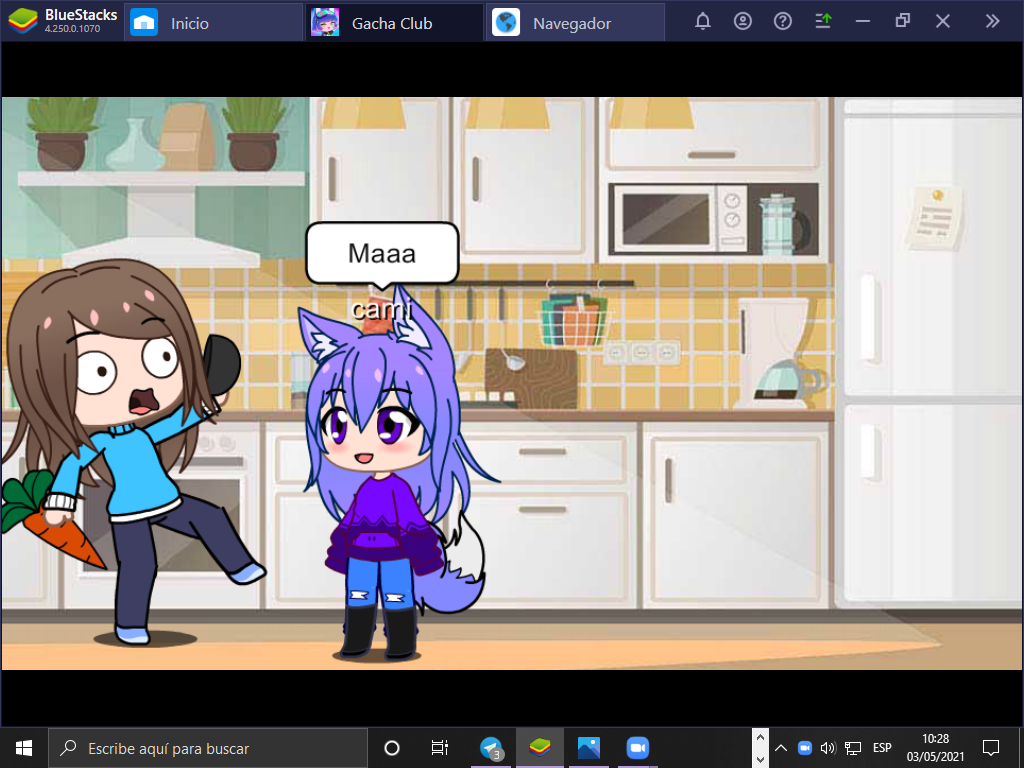 BlueStacks
4.250.0.1070
Inicio
Gacha Club
Navegador
Maaa
cami
Escribe aquí para buscar
3
ESP
10:28
03/05/2021